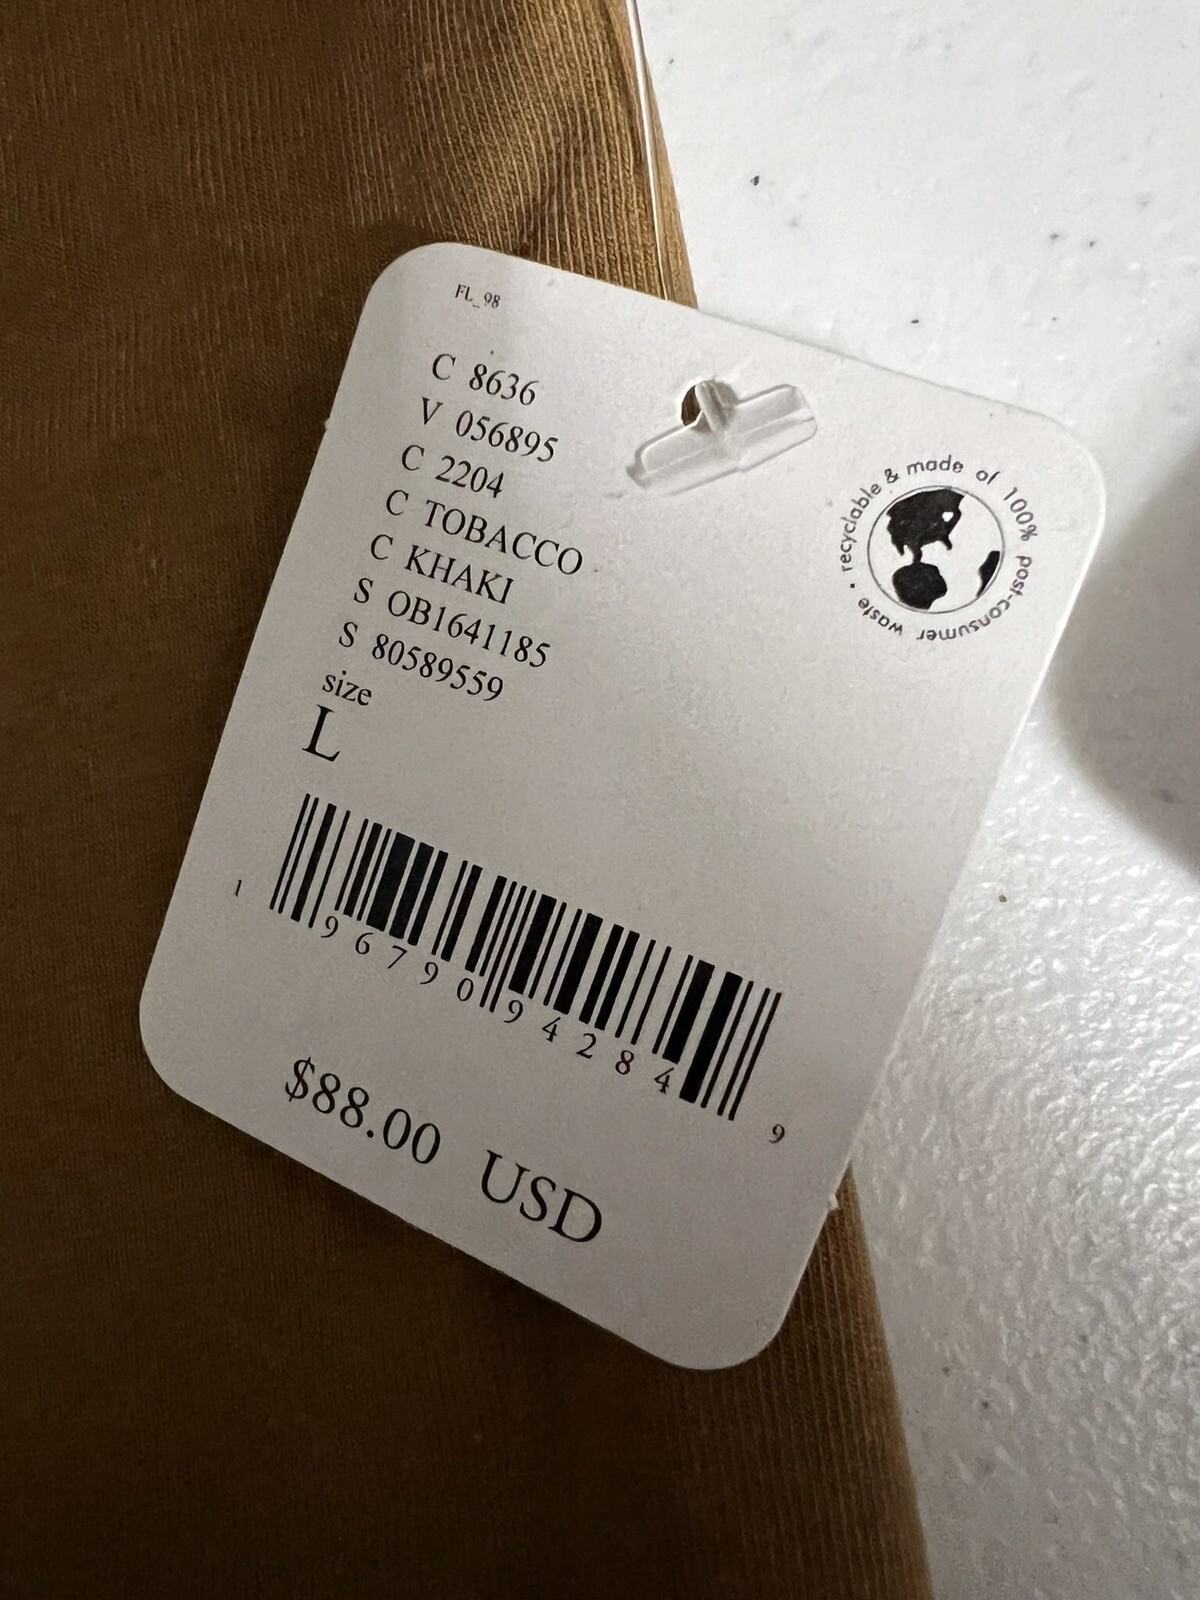 FL_98
C 8636
V 056895
C 2204
C TOBACCO
C KHAKI
S OB1641185
S 80589559
size
L
recyclable & made of 100% post-consumer waste •
1 96790 94284 9
$88.00 USD